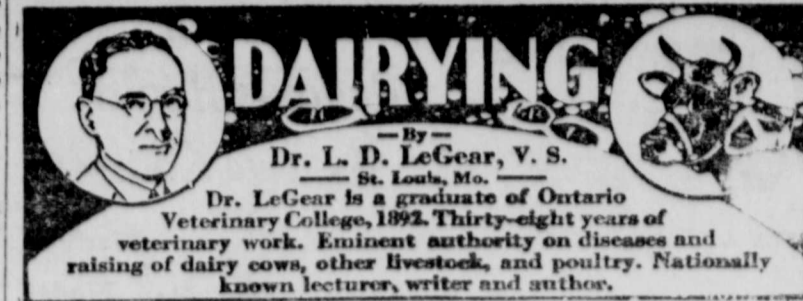 DAIRYING
—By—
Dr. L. D. LeGear, V. S.
St. Louis, Mo.
Dr. LeGear is a graduate of Ontario
Veterinary College, 1892. Thirty-eight years of
veterinary work. Eminent authority on diseases and
raising of dairy cows, other livestock, and poultry. Nationally
known lecturer, writer and author.